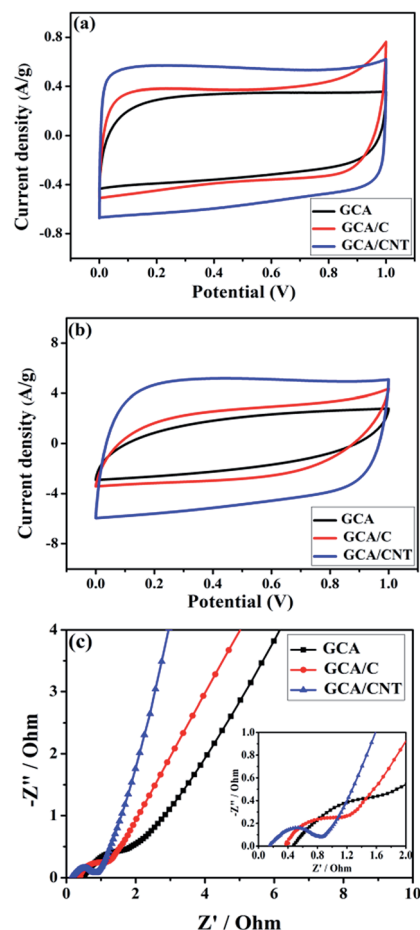 (a)
0.8
0.4
0.0
-0.4
-0.8
Current density (A/g)
GCA
GCA/C
GCA/CNT
0.0 0.2 0.4 0.6 0.8 1.0
Potential (V)
(b)
8
4
0
-4
-8
Current density (A/g)
GCA
GCA/C
GCA/CNT
0.0 0.2 0.4 0.6 0.8 1.0
Potential (V)
(c)
4
3
2
1
0
-Z'' / Ohm
GCA
GCA/C
GCA/CNT
1.0
0.8
0.6
0.4
0.2
0.0
-Z'' / Ohm
0.0 0.4 0.8 1.2 1.6 2.0
Z' / Ohm
0 2 4 6 8 10
Z' / Ohm